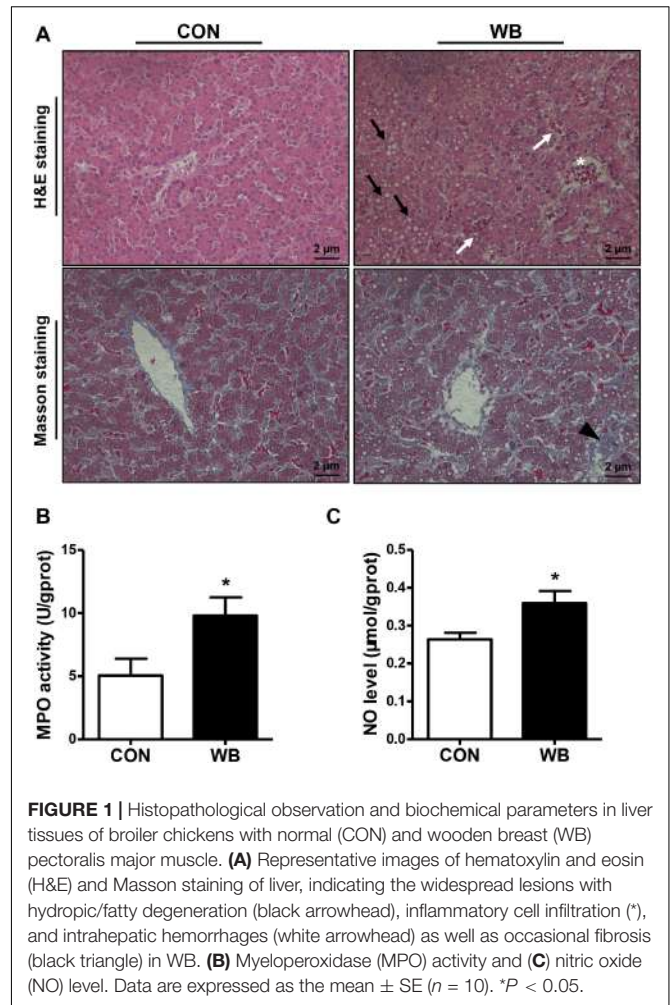 A
CON
WB
H&E staining
*
2 μm
2 μm
Masson staining
2 μm
2 μm
B
MPO activity (U/gprot)
15
10
5
0
*
CON
WB
C
NO level (μmol/gprot)
0.5
0.4
0.3
0.2
0.1
0.0
*
CON
WB
FIGURE 1 | Histopathological observation and biochemical parameters in liver
tissues of broiler chickens with normal (CON) and wooden breast (WB)
pectoralis major muscle. (A) Representative images of hematoxylin and eosin
(H&E) and Masson staining of liver, indicating the widespread lesions with
hydropic/fatty degeneration (black arrowhead), inflammatory cell infiltration (*),
and intrahepatic hemorrhages (white arrowhead) as well as occasional fibrosis
(black triangle) in WB. (B) Myeloperoxidase (MPO) activity and (C) nitric oxide
(NO) level. Data are expressed as the mean ± SE (n = 10). *P < 0.05.